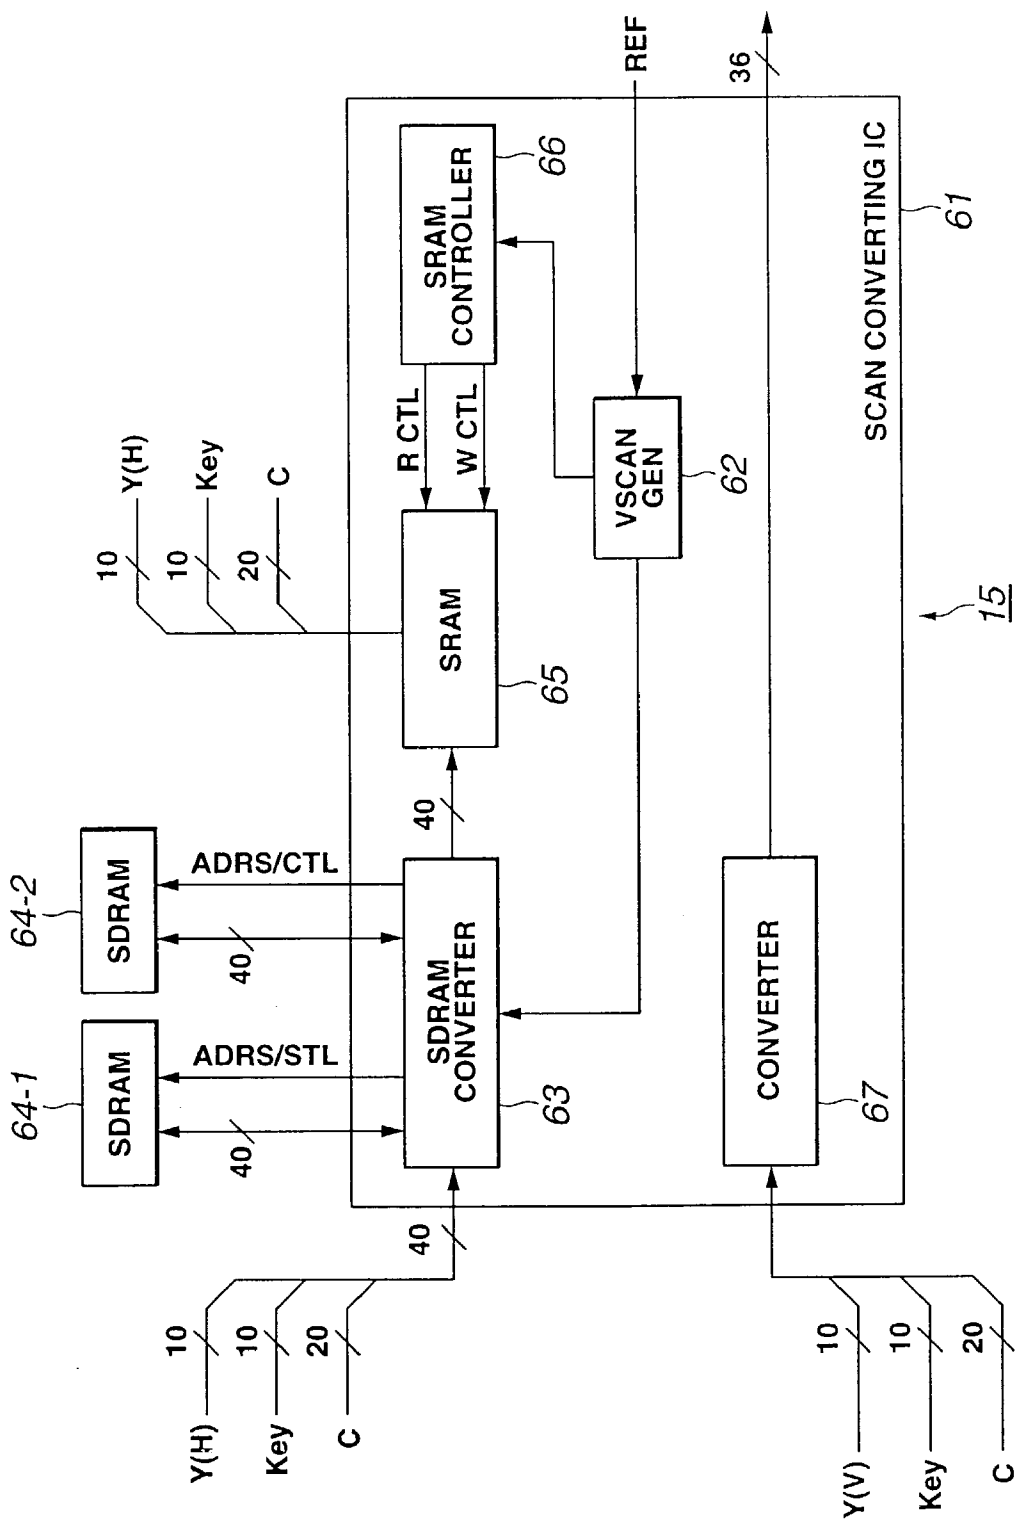 64-1
64-2
SDRAM
SDRAM
40
ADRS/STL
40
ADRS/CTL
10
Y(H)
10
Key
20
C
Y(H)
10
Key
10
C
20
40
SDRAM
CONVERTER
63
40
SRAM
65
R CTL
W CTL
SRAM
CONTROLLER
66
VSCAN
GEN
62
REF
Y(V)
10
Key
10
C
20
CONVERTER
67
36
SCAN CONVERTING IC
61
15